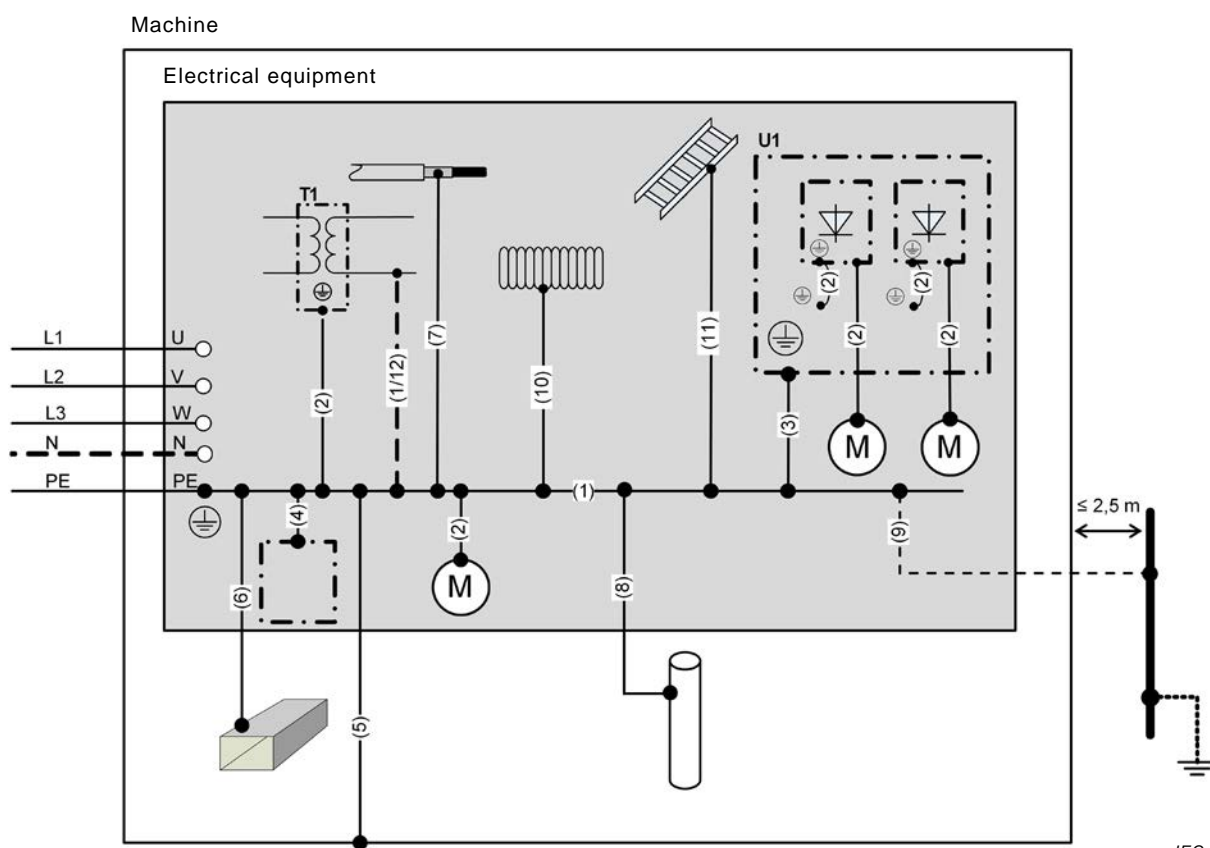 Machine
Electrical equipment
U1
T1
(2) (2)
(7) (11) (2) (2)
L1 U
(1/12) (10)
L2 V
(2)
L3 W
(3) M M
N N
PE PE (1)
≤ 2,5 m
(4) (2) (9)
M
(6) (8)
(5)